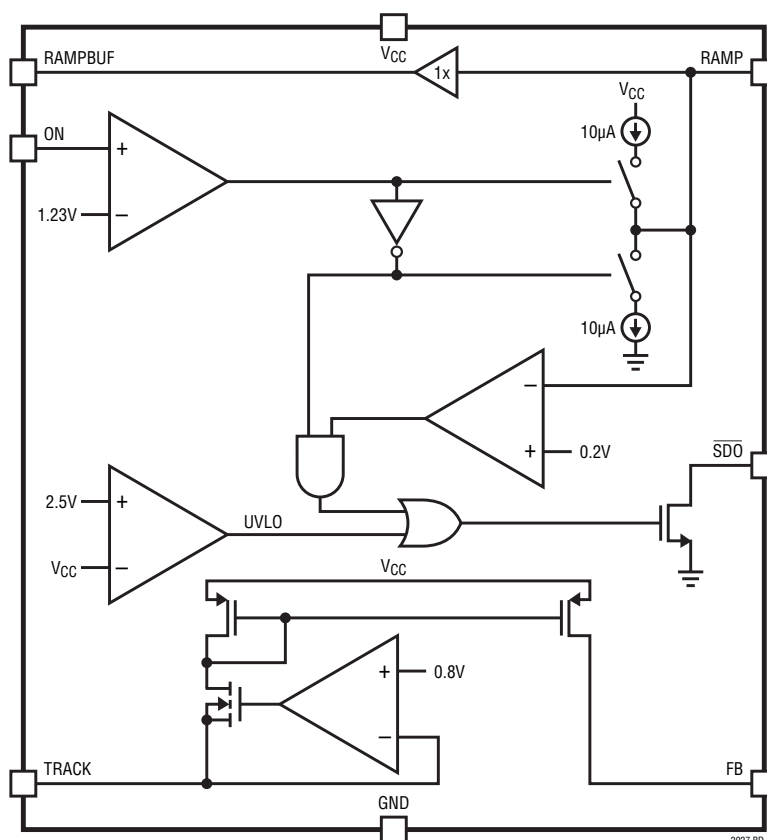 VCC
RAMPBUF
1x
RAMP
VCC
10µA
ON
+
1.23V
–
10µA
–
+
0.2V
SDO
2.5V
+
UVLO
VCC
–
VCC
+
0.8V
–
TRACK
FB
GND